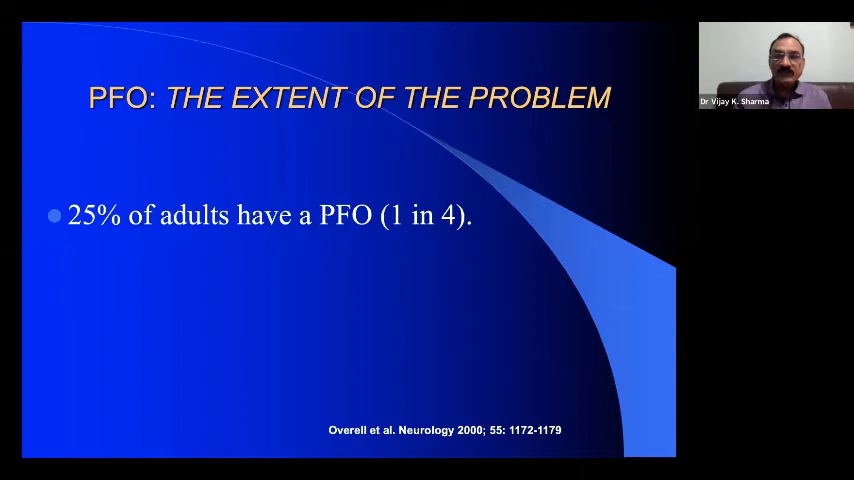 PFO: THE EXTENT OF THE PROBLEM
25% of adults have a PFO (1 in 4).
Overell et al. Neurology 2000; 55: 1172-1179
Dr Vijay K. Sharma